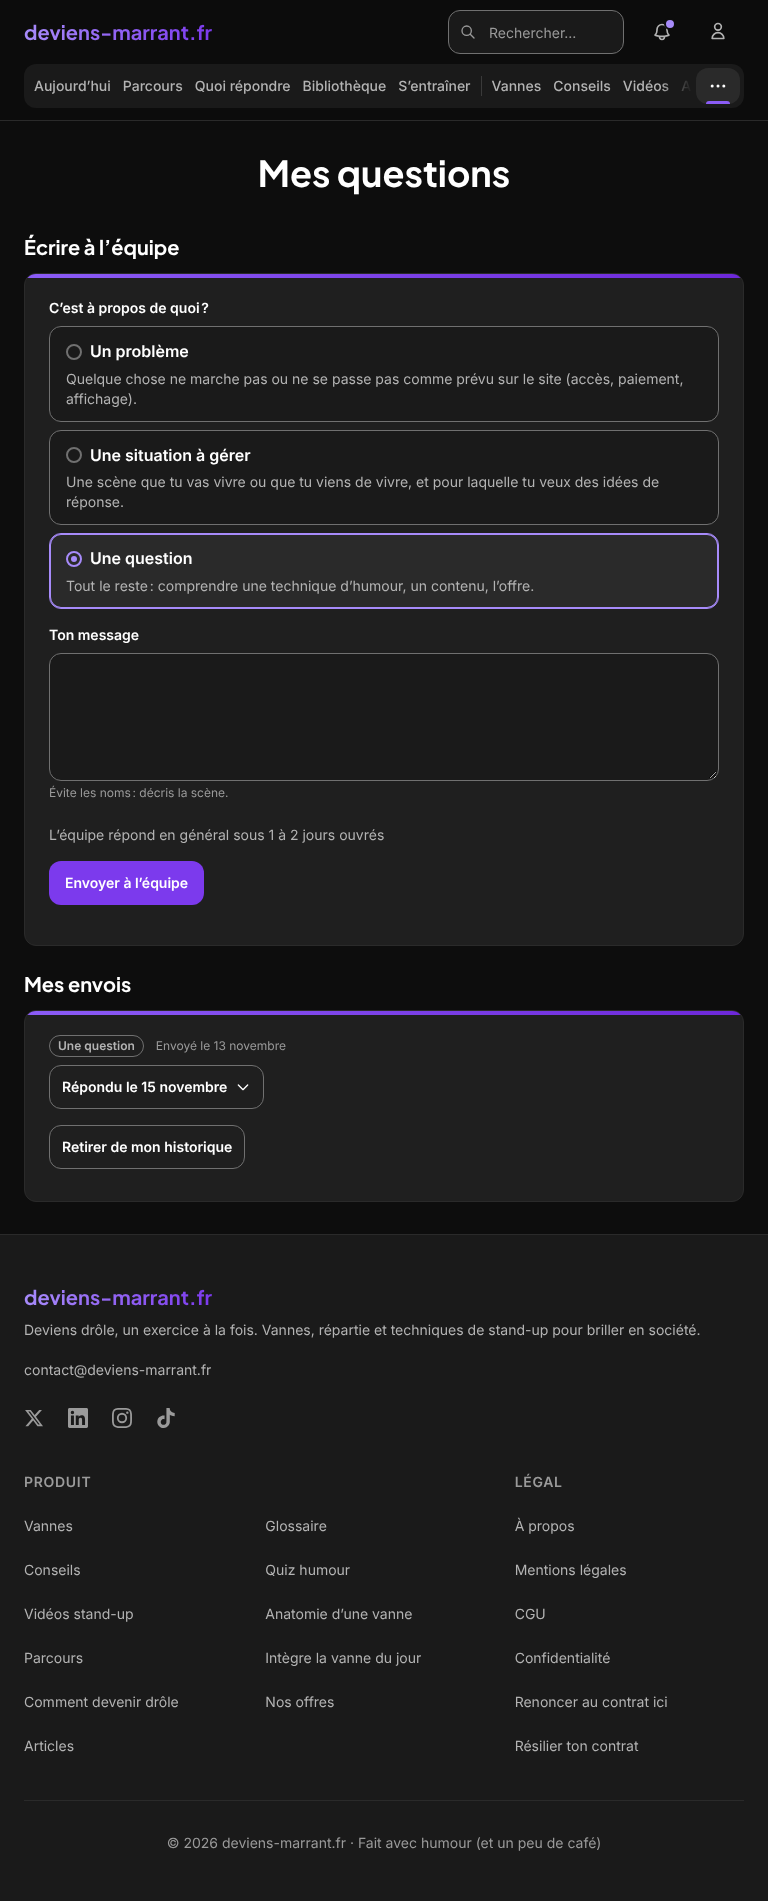 deviens-marrant.fr
Rechercher...
Aujourd’hui Parcours Quoi répondre Bibliothèque S’entraîner Vannes Conseils Vidéos
Mes questions
Écrire à l’équipe
C’est à propos de quoi ?
Un problème
Quelque chose ne marche pas ou ne se passe pas comme prévu sur le site (accès, paiement,
affichage).
Une situation à gérer
Une scène que tu vas vivre ou que tu viens de vivre, et pour laquelle tu veux des idées de
réponse.
Une question
Tout le reste : comprendre une technique d’humour, un contenu, l’offre.
Ton message
Évite les noms : décris la scène.
L’équipe répond en général sous 1 à 2 jours ouvrés
Envoyer à l’équipe
Mes envois
Une question Envoyé le 13 novembre
Répondu le 15 novembre
Retirer de mon historique
deviens-marrant.fr
Deviens drôle, un exercice à la fois. Vannes, répartie et techniques de stand-up pour briller en société.
contact@deviens-marrant.fr
PRODUIT
Vannes
Conseils
Vidéos stand-up
Parcours
Comment devenir drôle
Articles
Glossaire
Quiz humour
Anatomie d’une vanne
Intègre la vanne du jour
Nos offres
LÉGAL
À propos
Mentions légales
CGU
Confidentialité
Renoncer au contrat ici
Résilier ton contrat
© 2026 deviens-marrant.fr · Fait avec humour (et un peu de café)